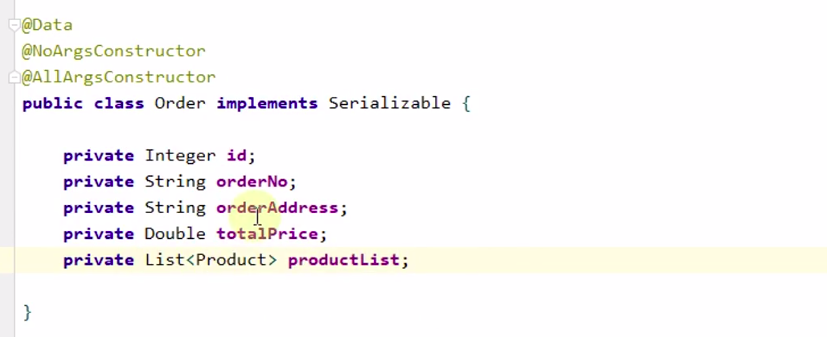 @Data
@NoArgsConstructor
@AllArgsConstructor
public class Order implements Serializable {
private Integer id;
private String orderNo;
private String orderAddress;
private Double totalPrice;
private List<Product> productList;
}